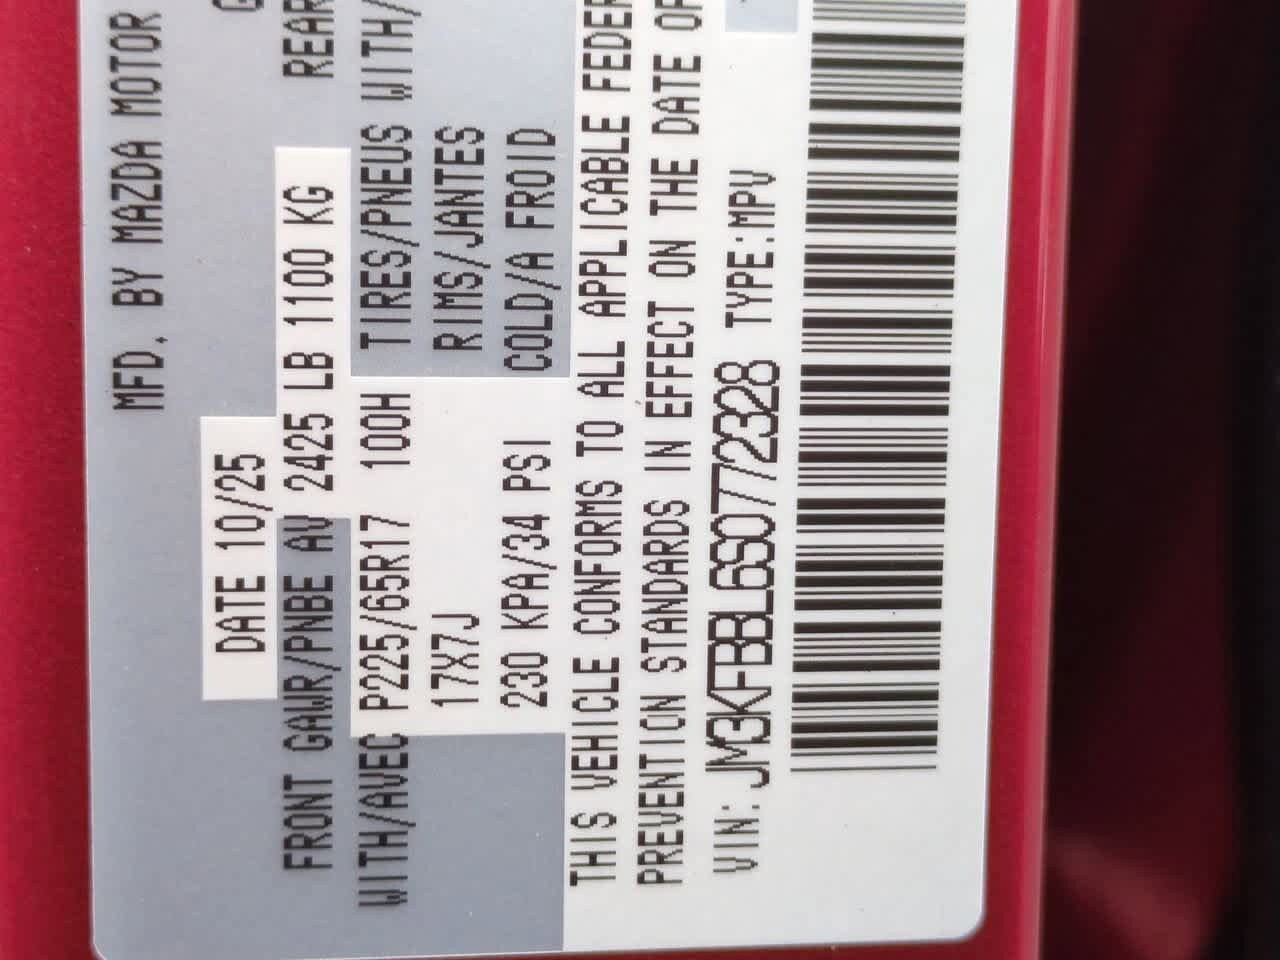 MFD. BY MAZDA MOTOR
DATE 10/25
FRONT GAWR/PNBE AV 2425 LB 1100 KG REAR
WITH/AVEC P225/65R17 100H TIRES/PNEUS WITH/
17X7J RIMS/JANTES
230 KPA/34 PSI COLD/A FROID
THIS VEHICLE CONFORMS TO ALL APPLICABLE FEDER
PREVENTION STANDARDS IN EFFECT ON THE DATE OF
VIN: JM3KFBBL6S0772328 TYPE:MPV